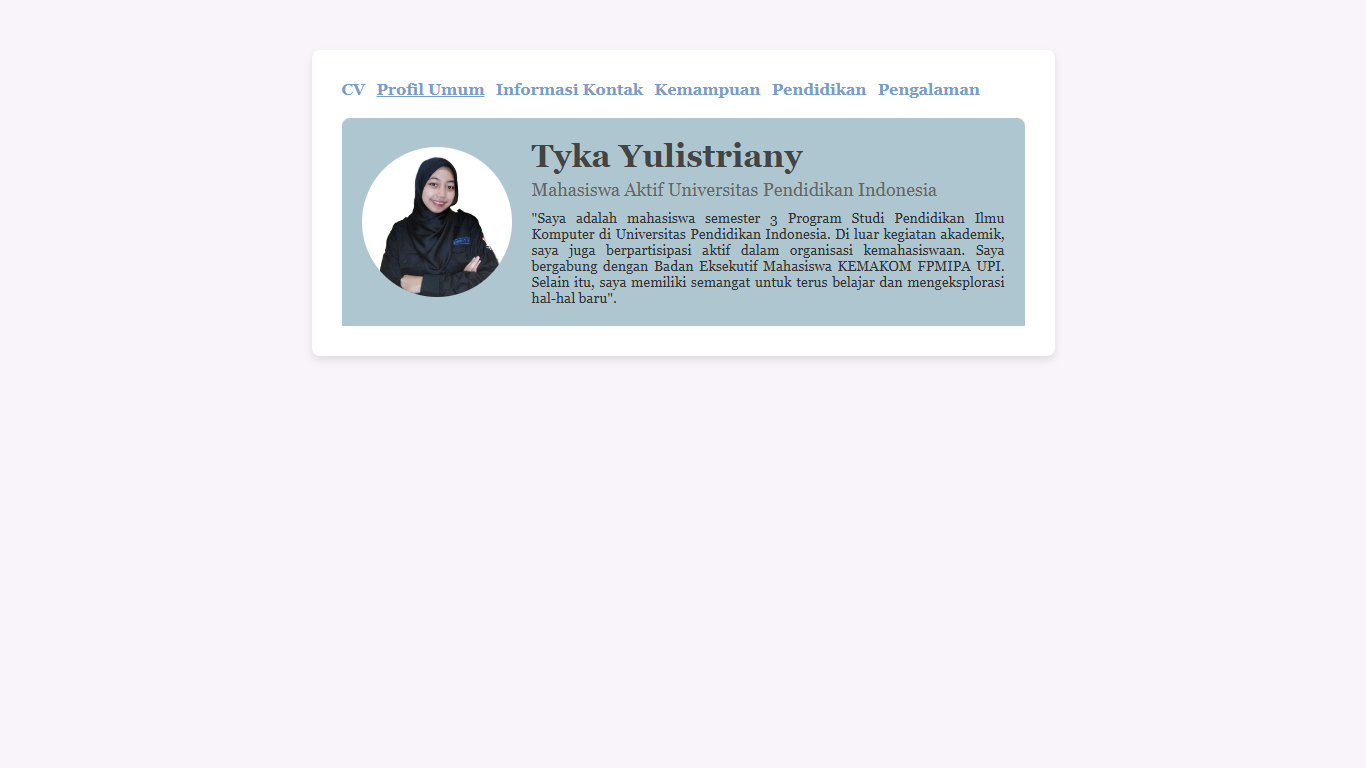 CV Profil Umum Informasi Kontak Kemampuan Pendidikan Pengalaman
Tyka Yulistriany
Mahasiswa Aktif Universitas Pendidikan Indonesia
"Saya adalah mahasiswa semester 3 Program Studi Pendidikan Ilmu
Komputer di Universitas Pendidikan Indonesia. Di luar kegiatan akademik,
saya juga berpartisipasi aktif dalam organisasi kemahasiswaan. Saya
bergabung dengan Badan Eksekutif Mahasiswa KEMAKOM FPMIPA UPI.
Selain itu, saya memiliki semangat untuk terus belajar dan mengeksplorasi
hal-hal baru".